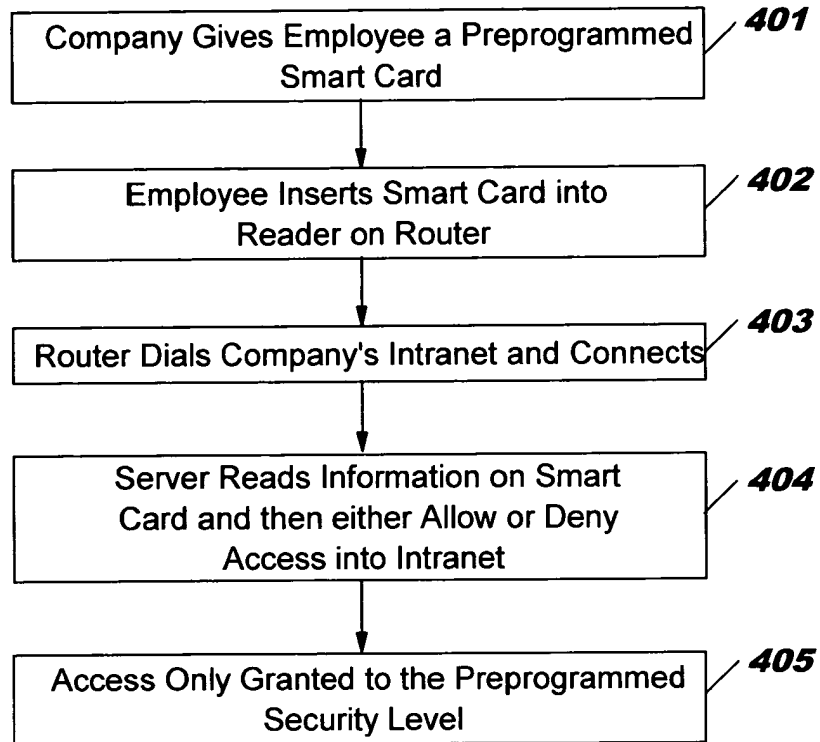 Company Gives Employee a Preprogrammed
Smart Card
401
Employee Inserts Smart Card into
Reader on Router
402
Router Dials Company's Intranet and Connects
403
Server Reads Information on Smart
Card and then either Allow or Deny
Access into Intranet
404
Access Only Granted to the Preprogrammed
Security Level
405